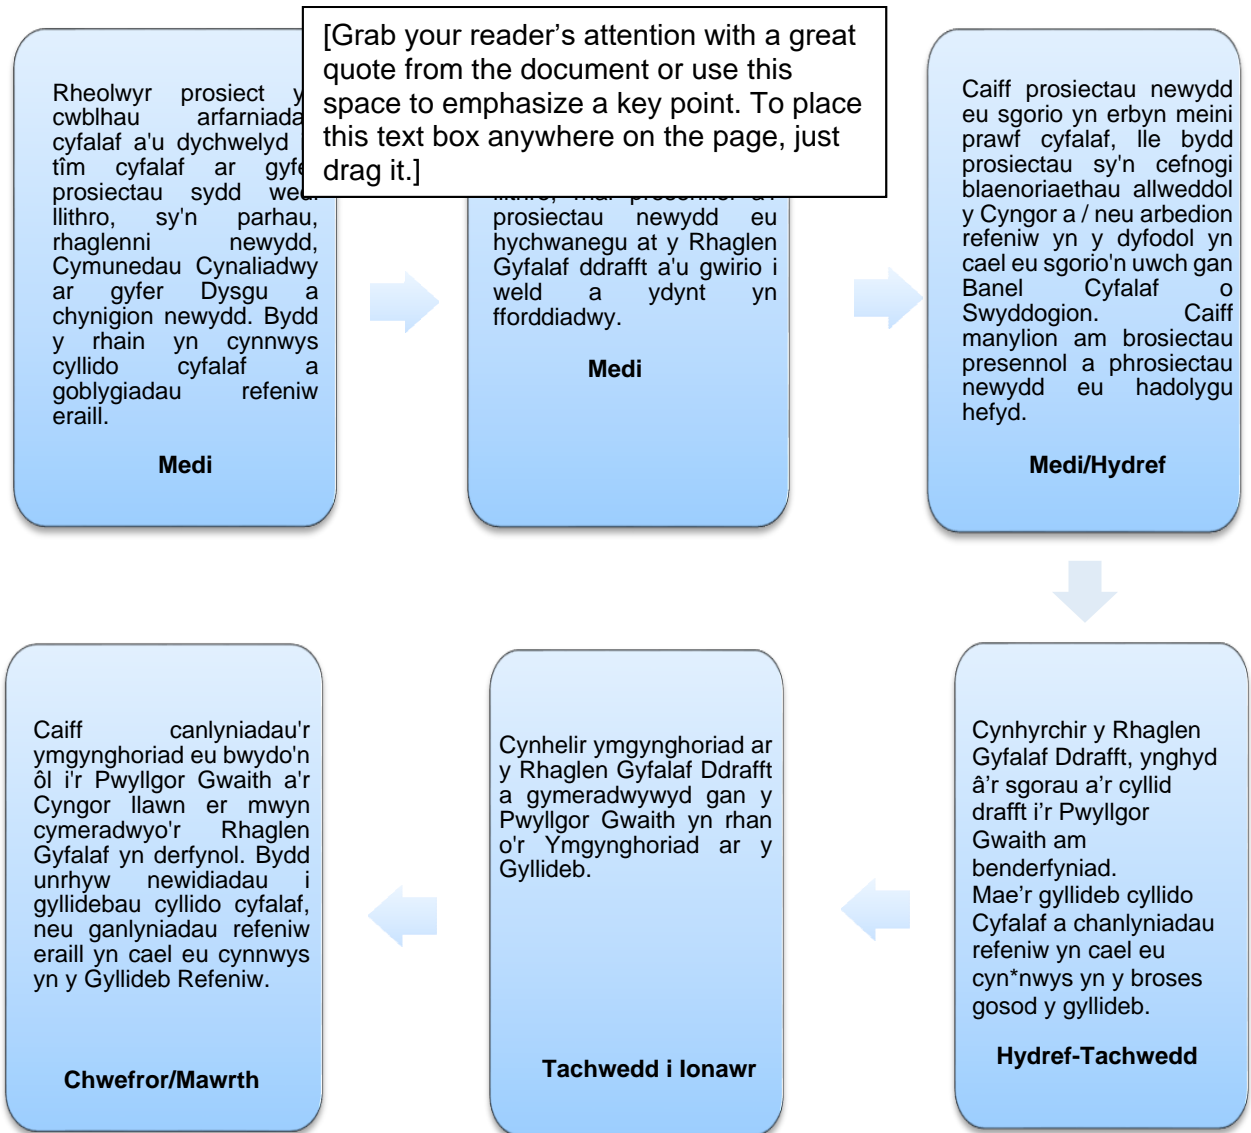 [Grab your reader's attention with a great
quote from the document or use this
space to emphasize a key point. To place
this text box anywhere on the page, just
drag it.]
Rheolwyr prosiect
cwblhau
cyfalaf a'u dychwelyd
tîm cyfalaf ar
prosiectau sydd
llithro, sy'n parhau,
rhaglenni newydd,
Cymunedau Cynaliadwy
ar gyfer Dysgu a
chynigion newydd. Bydd
y rhain yn cynnwys
cyllido cyfalaf a
goblygiadau refeniw
eraill.
Medi
prosiectau newydd eu
hychwanegu at y Rhaglen
Gyfalaf ddrafft a'u gwirio i
weld a ydynt yn
fforddiadwy.
Medi
Caiff prosiectau newydd
eu sgorio yn erbyn meini
prawf cyfalaf, lle bydd
prosiectau sy'n cefnogi
blaenoriaethau allweddol
y Cyngor a / neu arbedion
refeniw yn y dyfodol yn
cael eu sgorio'n uwch gan
Banel Cyfalaf o
Swyddogion. Caiff
manylion am brosiectau
presennol a phrosiectau
newydd eu hadolygu
hefyd.
Medi/Hydref
Cynhyrchir y Rhaglen
Gyfalaf Ddrafft, ynghyd
â'r sgorau a'r cyllid
drafft i'r Pwyllgor
Gwaith am
benderfyniad.
Mae'r gyllideb cyllido
Cyfalaf a chanlyniadau
refeniw yn cael eu
cyn*nwys yn y broses
gosod y gyllideb.
Hydref-Tachwedd
Cynhelir ymgynghoriad ar
y Rhaglen Gyfalaf Ddrafft
a gymeradwywyd gan y
Pwyllgor Gwaith yn rhan
o'r Ymgynghoriad ar y
Gyllideb.
Tachwedd i Ionawr
Caiff canlyniadau'r
ymgynghoriad eu bwydo'n
ôl i'r Pwyllgor Gwaith a'r
Cyngor llawn er mwyn
cymeradwyo'r Rhaglen
Gyfalaf yn derfynol. Bydd
unrhyw newidiadau i
gyllidebau cyllido cyfalaf,
neu ganlyniadau refeniw
eraill yn cael eu cynnwys
yn y Gyllideb Refeniw.
Chwefror/Mawrth